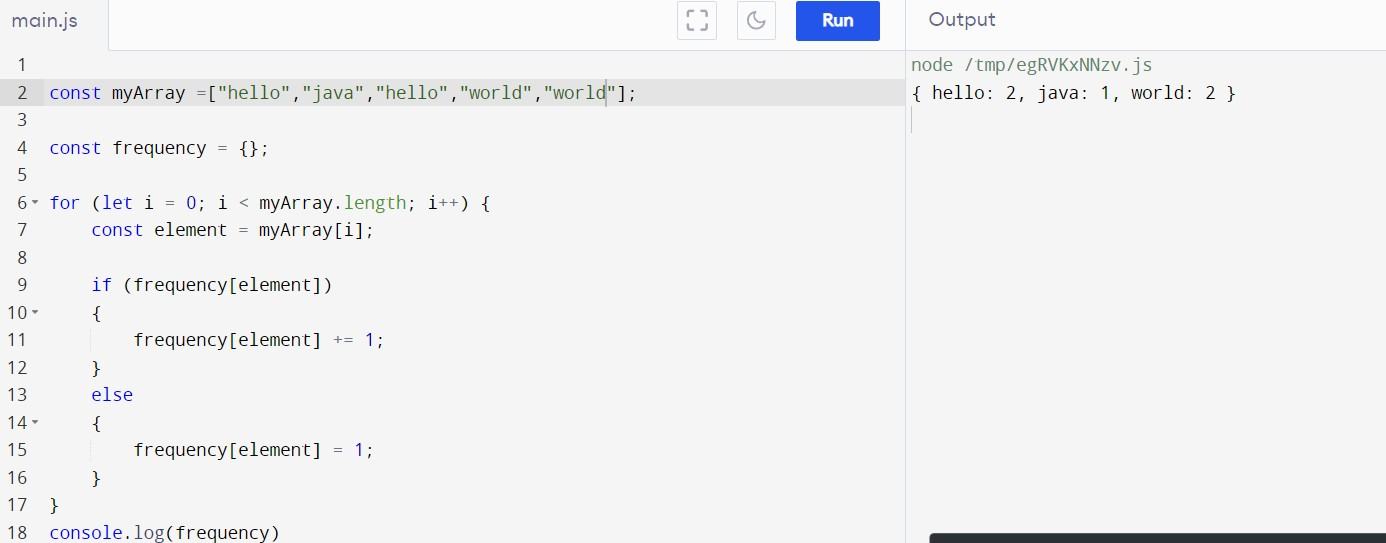 main.js
Run
Output
1
2 const myArray =["hello","java","hello","world","world"];
3
4 const frequency = {};
5
6 for (let i = 0; i < myArray.length; i++) {
7     const element = myArray[i];
8
9     if (frequency[element])
10     {
11         frequency[element] += 1;
12     }
13     else
14     {
15         frequency[element] = 1;
16     }
17 }
18 console.log(frequency)
node /tmp/egRVKxNNzv.js
{ hello: 2, java: 1, world: 2 }